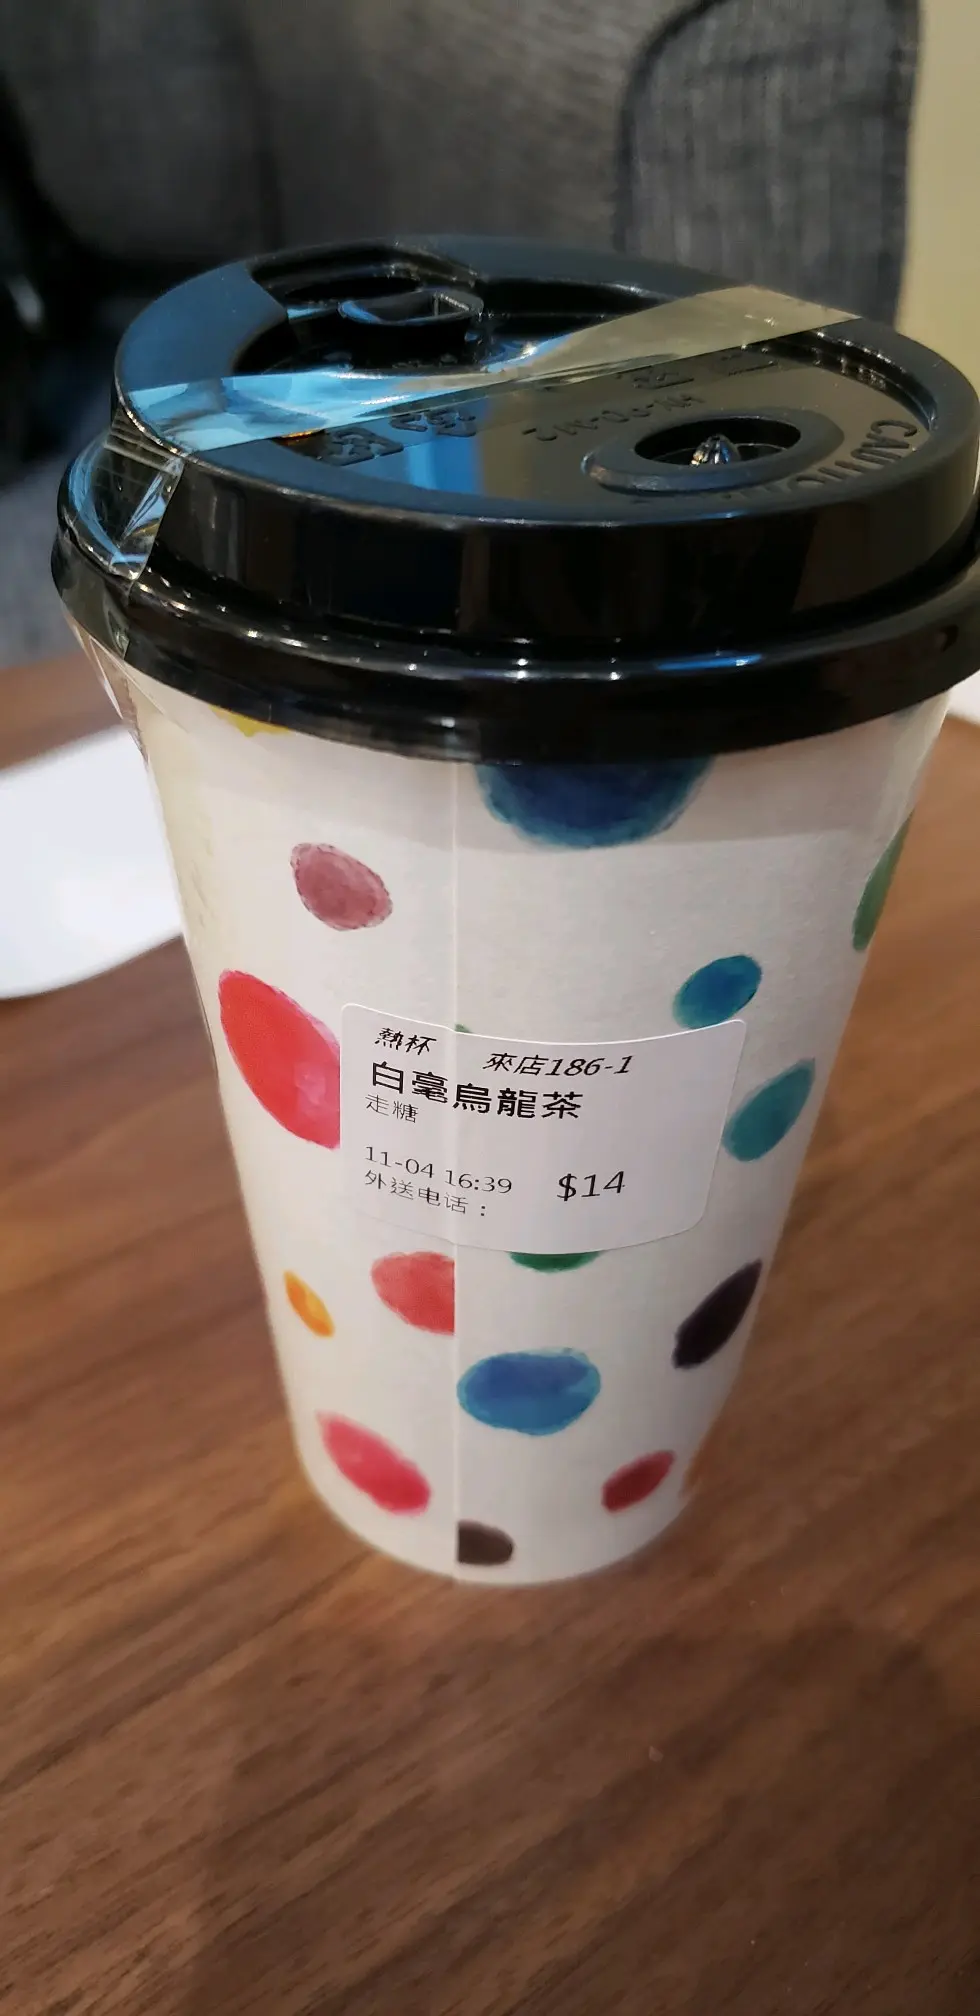 CAUTION
熱杯 來店186-1
白毫烏龍茶
走糖
11-04 16:39 $14
外送电话：